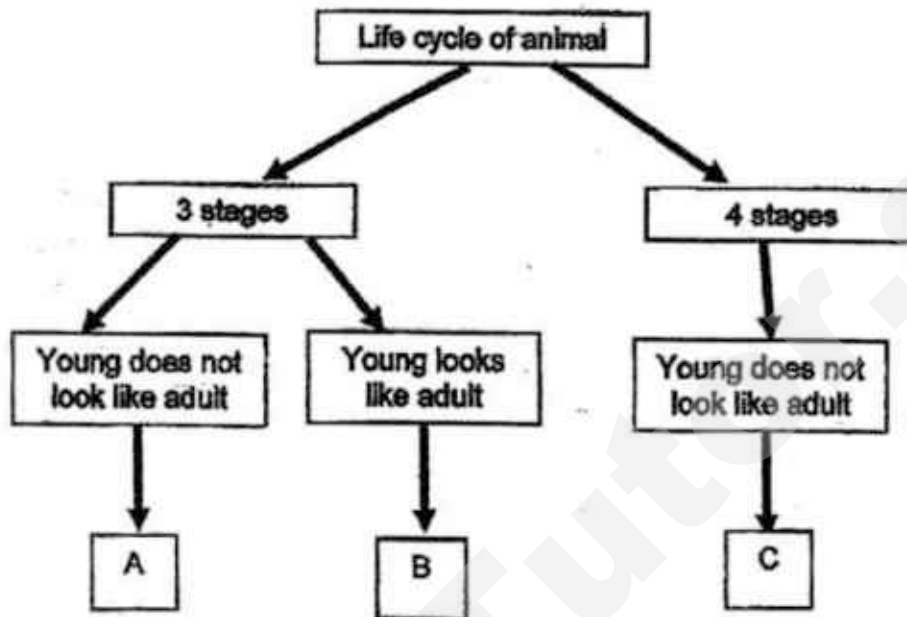 Life cycle of animal
3 stages
4 stages
Young does not
look like adult
Young looks
like adult
Young does not
look like adult
A
B
C
Tutor.